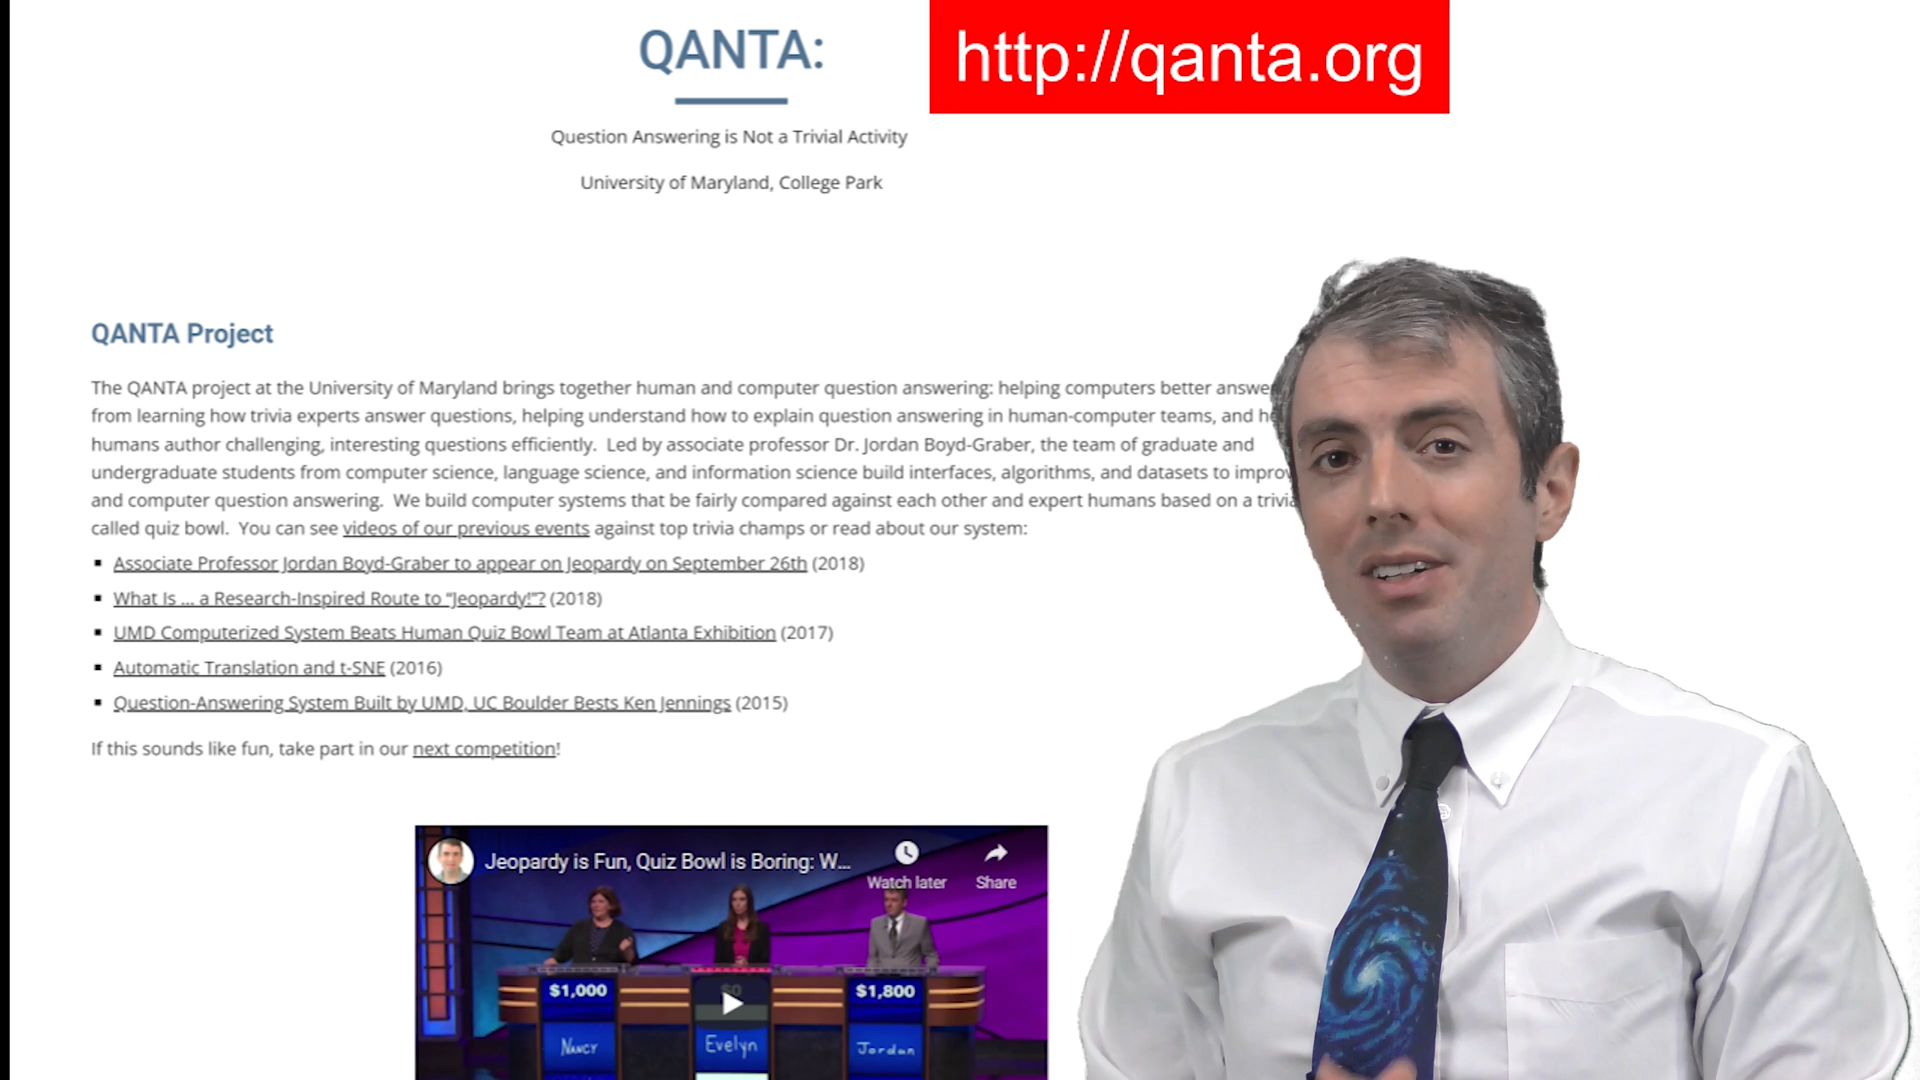 QANTA:
http://qanta.org
Question Answering is Not a Trivial Activity
University of Maryland, College Park
QANTA Project
The QANTA project at the University of Maryland brings together human and computer question answering: helping computers better answe
from learning how trivia experts answer questions, helping understand how to explain question answering in human-computer teams, and he
humans author challenging, interesting questions efficiently. Led by associate professor Dr. Jordan Boyd-Graber, the team of graduate and
undergraduate students from computer science, language science, and information science build interfaces, algorithms, and datasets to improv
and computer question answering. We build computer systems that be fairly compared against each other and expert humans based on a trivia
called quiz bowl. You can see videos of our previous events against top trivia champs or read about our system:
▪ Associate Professor Jordan Boyd-Graber to appear on Jeopardy on September 26th (2018)
▪ What Is ... a Research-Inspired Route to “Jeopardy!”? (2018)
▪ UMD Computerized System Beats Human Quiz Bowl Team at Atlanta Exhibition (2017)
▪ Automatic Translation and t-SNE (2016)
▪ Question-Answering System Built by UMD, UC Boulder Bests Ken Jennings (2015)
If this sounds like fun, take part in our next competition!
Jeopardy is Fun, Quiz Bowl is Boring: W...
Watch later Share
$1,000 $0 $1,800
Nancy Evelyn Jordan